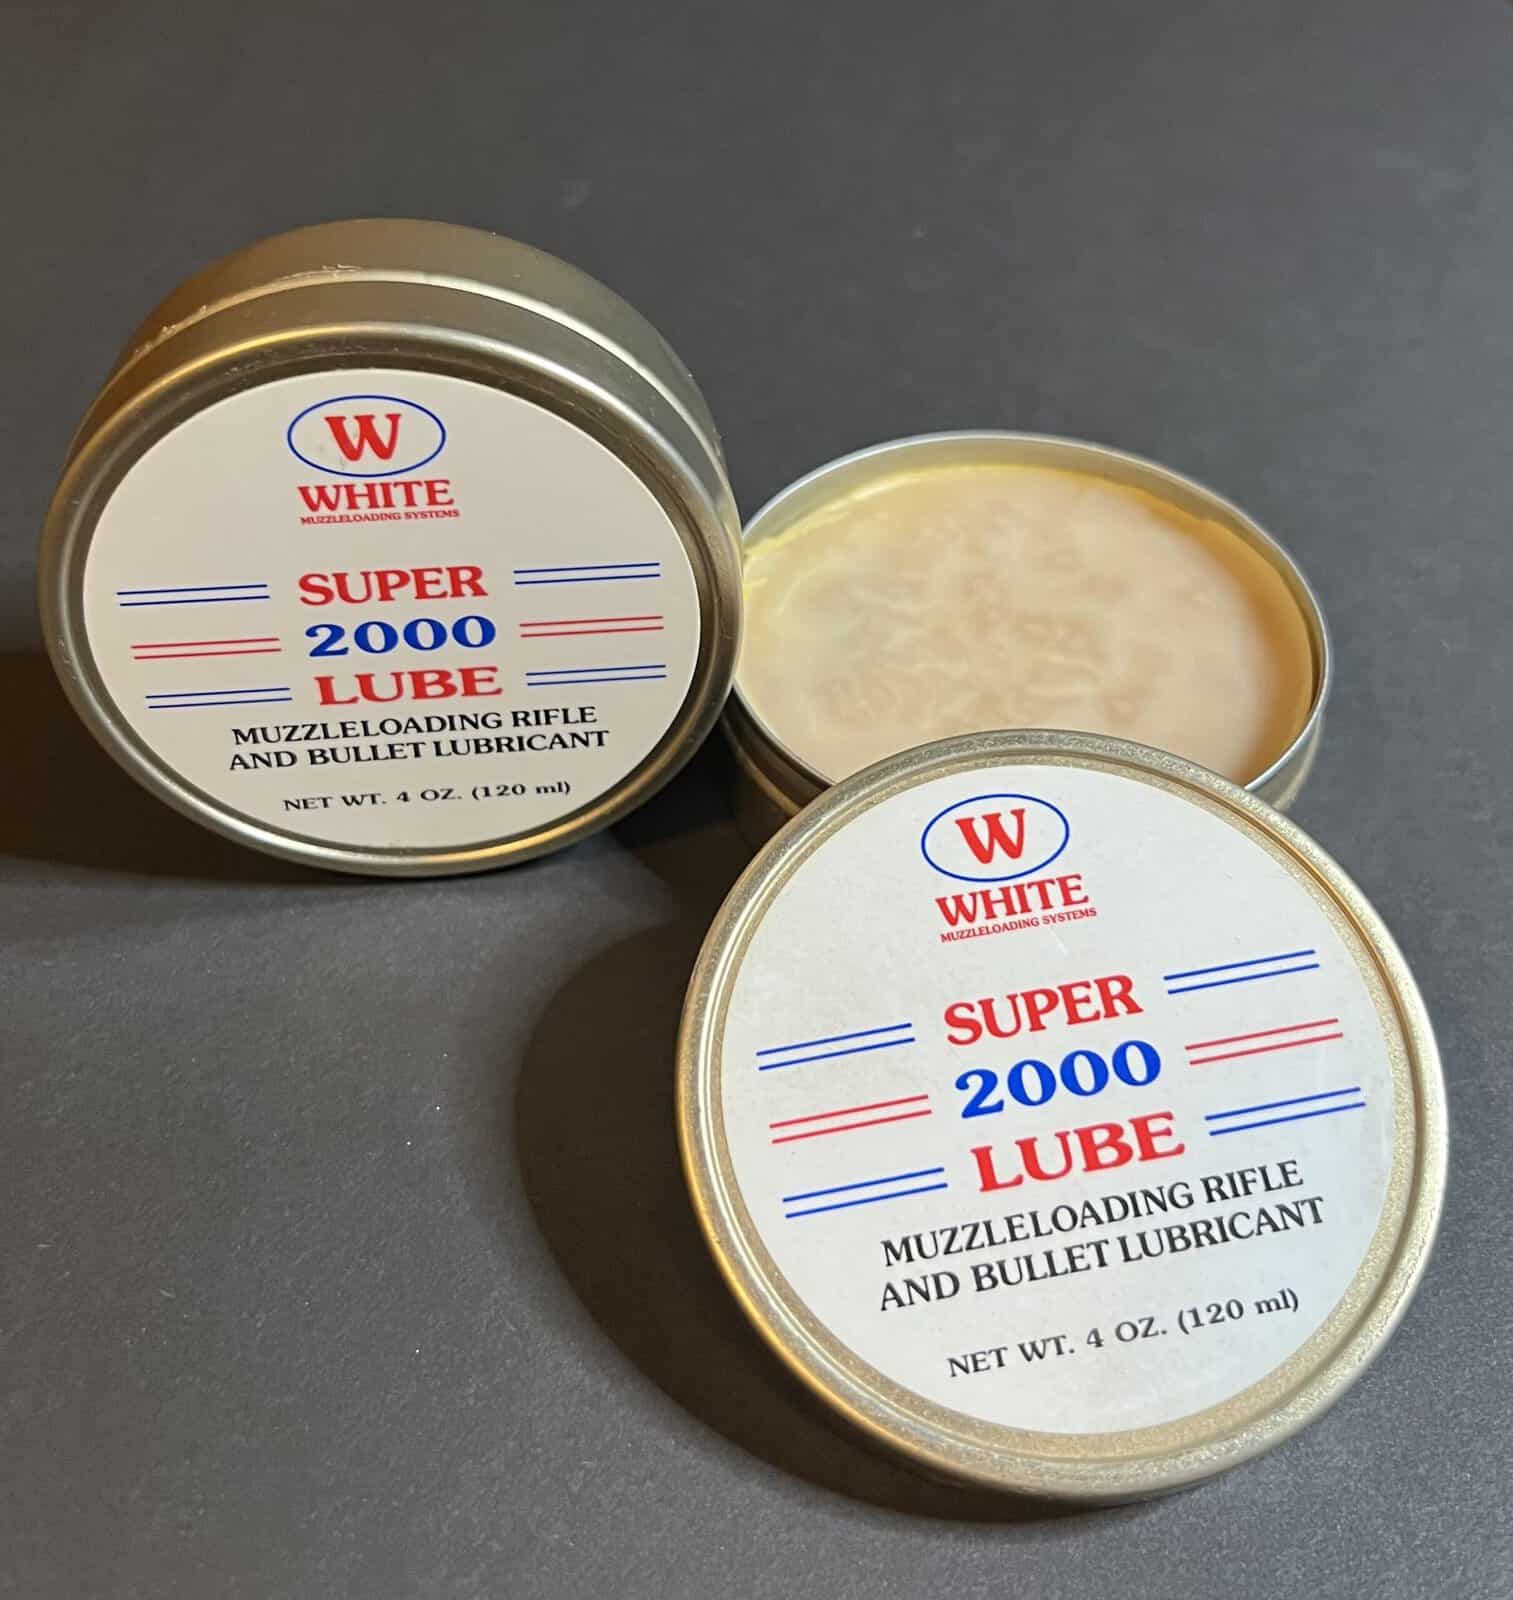 W
WHITE
MUZZLELOADING SYSTEMS
SUPER
2000
LUBE
MUZZLELOADING RIFLE
AND BULLET LUBRICANT
NET WT. 4 OZ. (120 ml)
W
WHITE
MUZZLELOADING SYSTEMS
SUPER
2000
LUBE
MUZZLELOADING RIFLE
AND BULLET LUBRICANT
NET WT. 4 OZ. (120 ml)